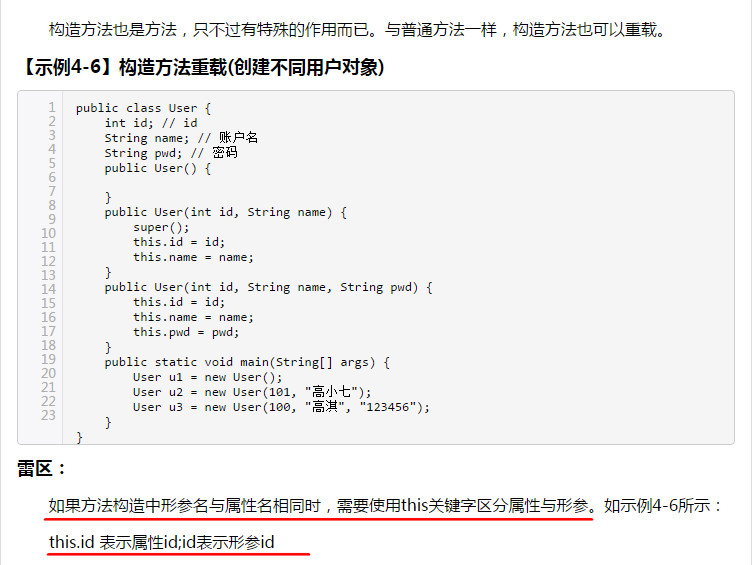 构造方法也是方法，只不过有特殊的作用而已。与普通方法一样，构造方法也可以重载。
【示例4-6】构造方法重载(创建不同用户对象)
1 public class User {
2     int id; // id
3     String name; // 账户名
4     String pwd; // 密码
5     public User() {
6
7     }
8     public User(int id, String name) {
9         super();
10         this.id = id;
11         this.name = name;
12     }
13     public User(int id, String name, String pwd) {
14         this.id = id;
15         this.name = name;
16         this.pwd = pwd;
17     }
18     public static void main(String[] args) {
19         User u1 = new User();
20         User u2 = new User(101, "高小七");
21         User u3 = new User(100, "高淇", "123456");
22     }
23 }
雷区：
如果方法构造中形参名与属性名相同时，需要使用this关键字区分属性与形参。如示例4-6所示：
this.id 表示属性id;id表示形参id